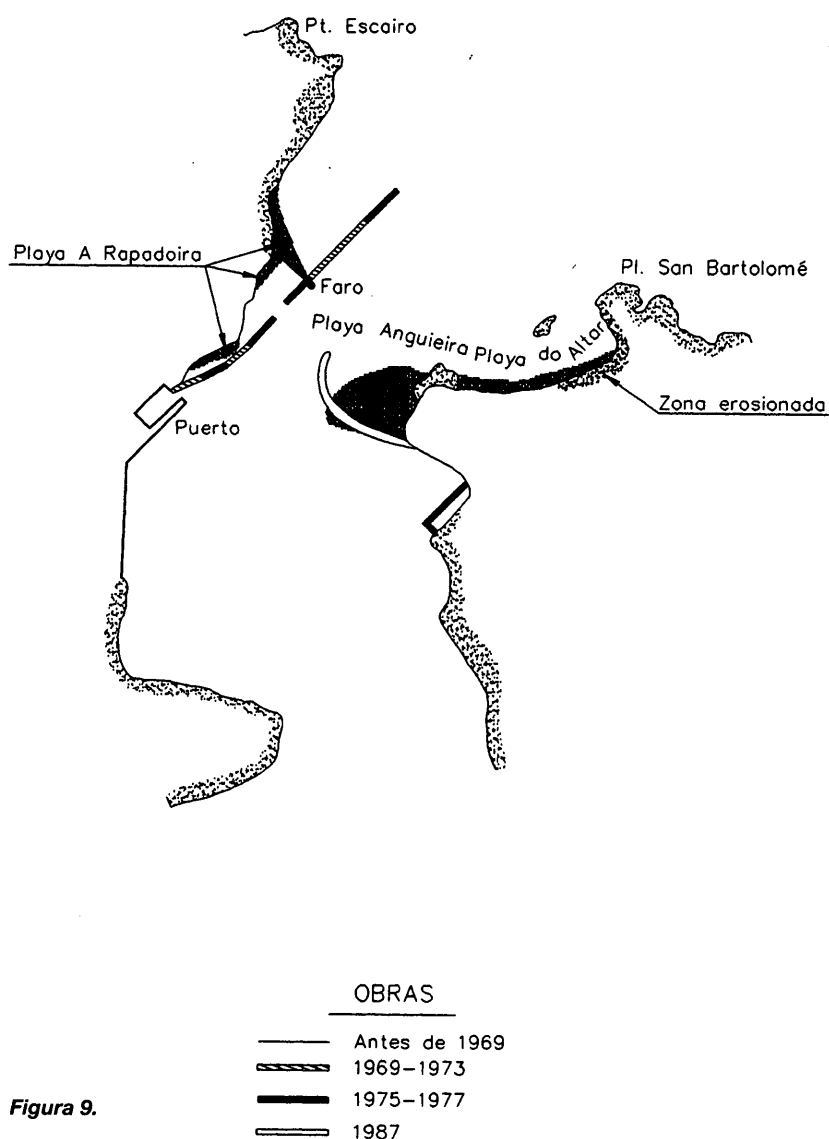 Pt. Escairo
Playa A Rapadoira
Faro
Pl. San Bartolomé
Playa Anguieira
Playa do Altar
Zona erosionada
Puerto
OBRAS
Antes de 1969
1969-1973
1975-1977
1987
Figura 9.